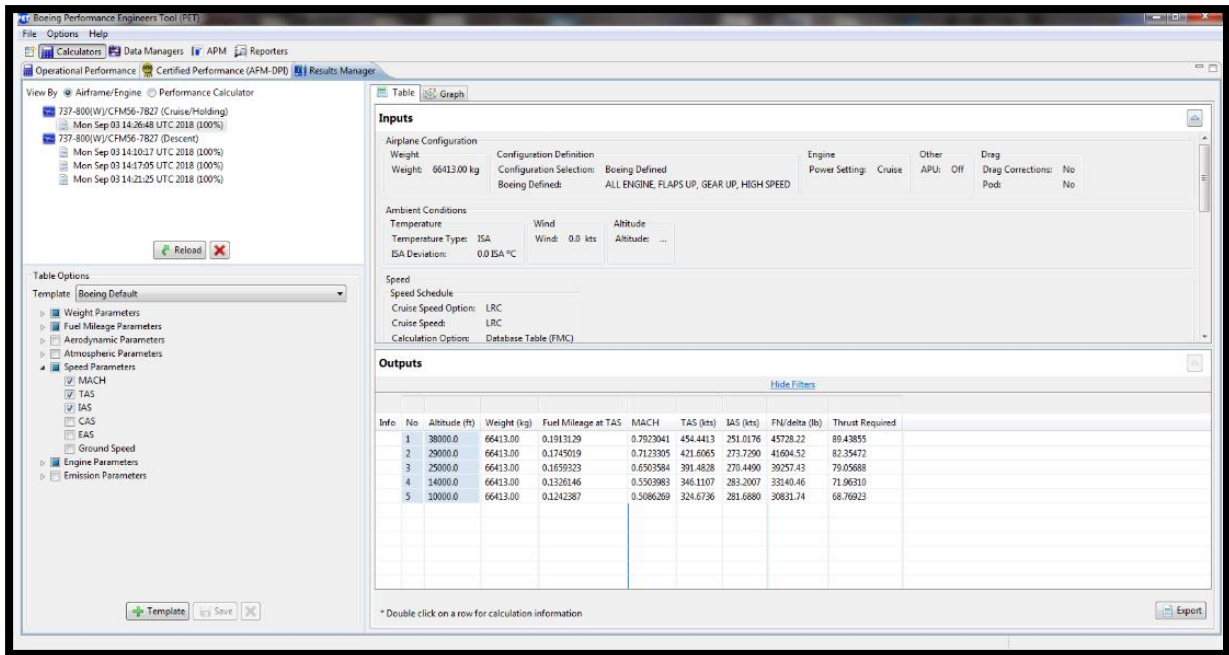 Boeing Performance Engineers Tool (PET)
File Options Help
Calculators Data Managers APM Reporters
Operational Performance Certified Performance (AFM-DPI) Results Manager
View By Airframe/Engine Performance Calculator
737-800(W)/CFM56-7B27 (Cruise/Holding)
Mon Sep 03 14:26:48 UTC 2018 (100%)
737-800(W)/CFM56-7B27 (Descent)
Mon Sep 03 14:10:17 UTC 2018 (100%)
Mon Sep 03 14:17:05 UTC 2018 (100%)
Mon Sep 03 14:21:25 UTC 2018 (100%)
Reload
Table Options
Template Boeing Default
Weight Parameters
Fuel Mileage Parameters
Aerodynamic Parameters
Atmospheric Parameters
Speed Parameters
MACH
TAS
IAS
CAS
EAS
Ground Speed
Engine Parameters
Emission Parameters
Template Save
Table Graph
Inputs
Airplane Configuration
Weight Configuration Definition Engine Other Drag
Weight: 66413.00 kg Configuration Selection: Boeing Defined Power Setting: Cruise APU: Off Drag Corrections: No
Boeing Defined: ALL ENGINE, FLAPS UP, GEAR UP, HIGH SPEED Pod: No
Ambient Conditions
Temperature Wind Altitude
Temperature Type: ISA Wind: 0.0 kts Altitude: ...
ISA Deviation: 0.0 ISA °C
Speed
Speed Schedule
Cruise Speed Option: LRC
Cruise Speed: LRC
Calculation Option: Database Table (FMC)
Outputs
Hide Filters
Info No Altitude (ft) Weight (kg) Fuel Mileage at TAS MACH TAS (kts) IAS (kts) FN/delta (lb) Thrust Required
1 38000.0 66413.00 0.1913129 0.7923041 454.4413 251.0176 45728.22 89.43855
2 29000.0 66413.00 0.1745019 0.7123305 421.6065 273.7290 41604.52 82.35472
3 25000.0 66413.00 0.1659323 0.6503584 391.4828 270.4490 39257.43 79.05688
4 14000.0 66413.00 0.1326146 0.5503983 346.1107 283.2007 33140.46 71.96310
5 10000.0 66413.00 0.1242387 0.5086269 324.6736 281.6880 30831.74 68.76923
* Double click on a row for calculation information
Export